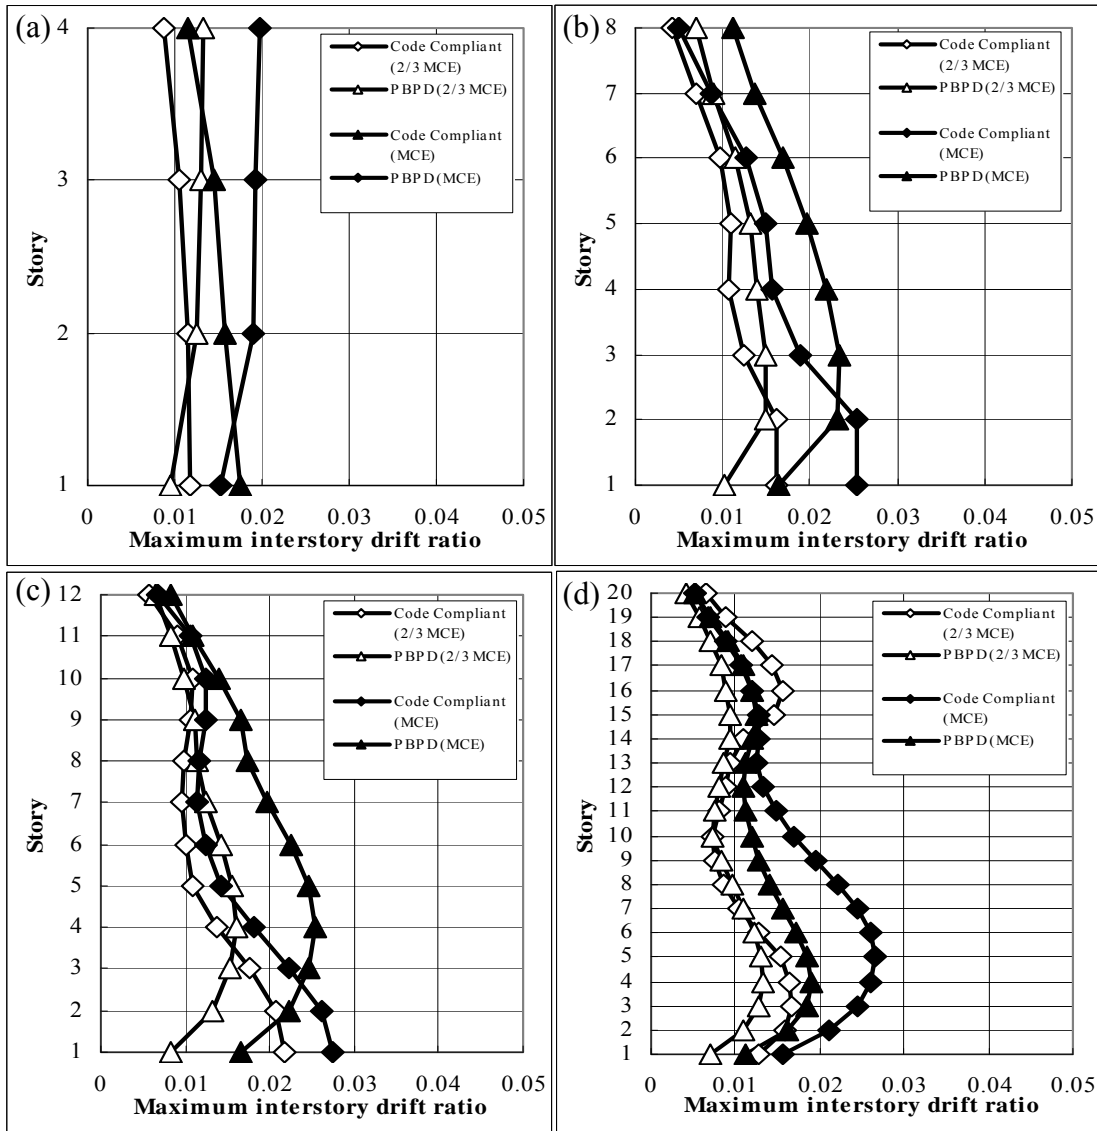 (a)
4
3
2
1
Story
Code Compliant
(2/3 MCE)
PBPD(2/3 MCE)
Code Compliant
(MCE)
PBPD(MCE)
0 0.01 0.02 0.03 0.04 0.05
Maximum interstory drift ratio
(b)
8
7
6
5
4
3
2
1
Story
Code Compliant
(2/3 MCE)
PBPD(2/3 MCE)
Code Compliant
(MCE)
PBPD(MCE)
0 0.01 0.02 0.03 0.04 0.05
Maximum interstory drift ratio
(c)
12
11
10
9
8
7
6
5
4
3
2
1
Story
Code Compliant
(2/3 MCE)
PBPD(2/3 MCE)
Code Compliant
(MCE)
PBPD(MCE)
0 0.01 0.02 0.03 0.04 0.05
Maximum interstory drift ratio
(d)
20
19
18
17
16
15
14
13
12
11
10
9
8
7
6
5
4
3
2
1
Story
Code Compliant
(2/3 MCE)
PBPD(2/3 MCE)
Code Compliant
(MCE)
PBPD(MCE)
0 0.01 0.02 0.03 0.04 0.05
Maximum interstory drift ratio